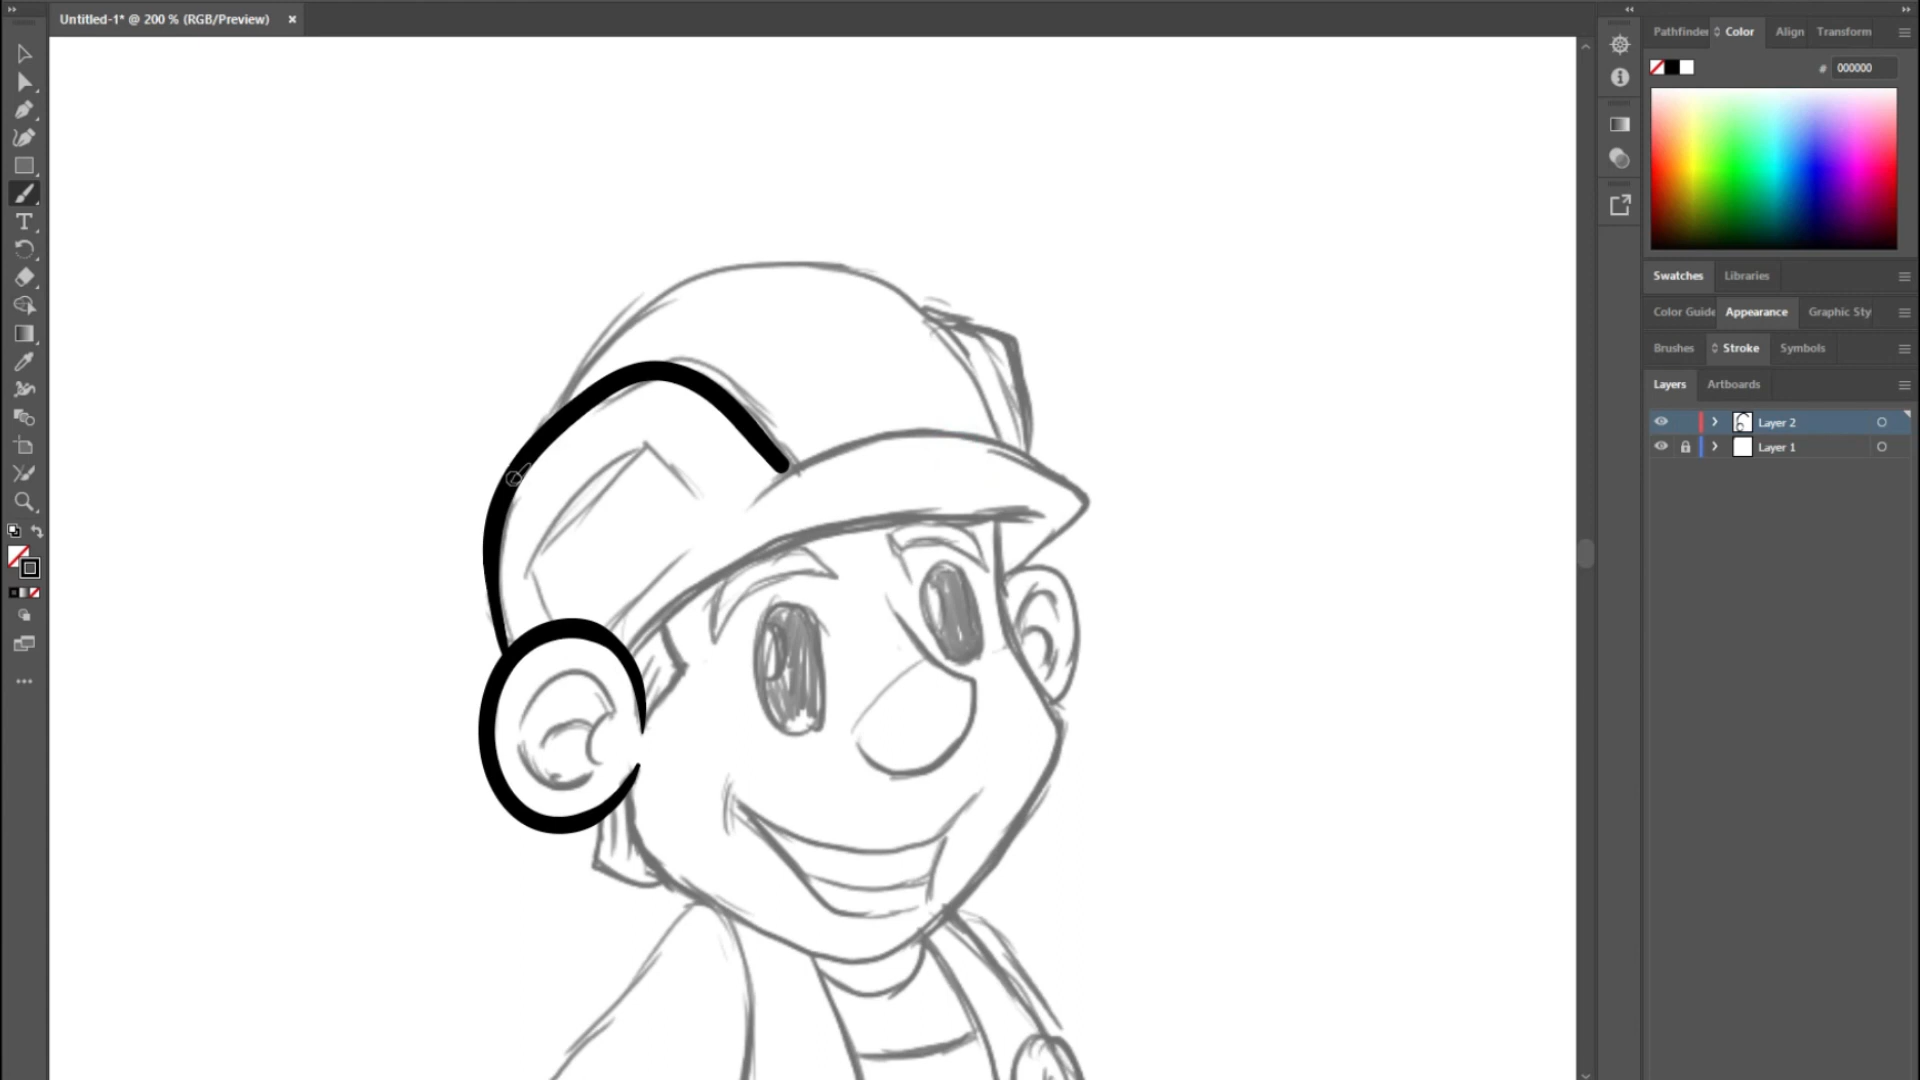 Untitled-1* @ 200 % (RGB/Preview) ×
Pathfinder Color Align Transform
# 000000
Swatches Libraries
Color Guide Appearance Graphic Sty
Brushes Stroke Symbols
Layers Artboards
Layer 2
Layer 1